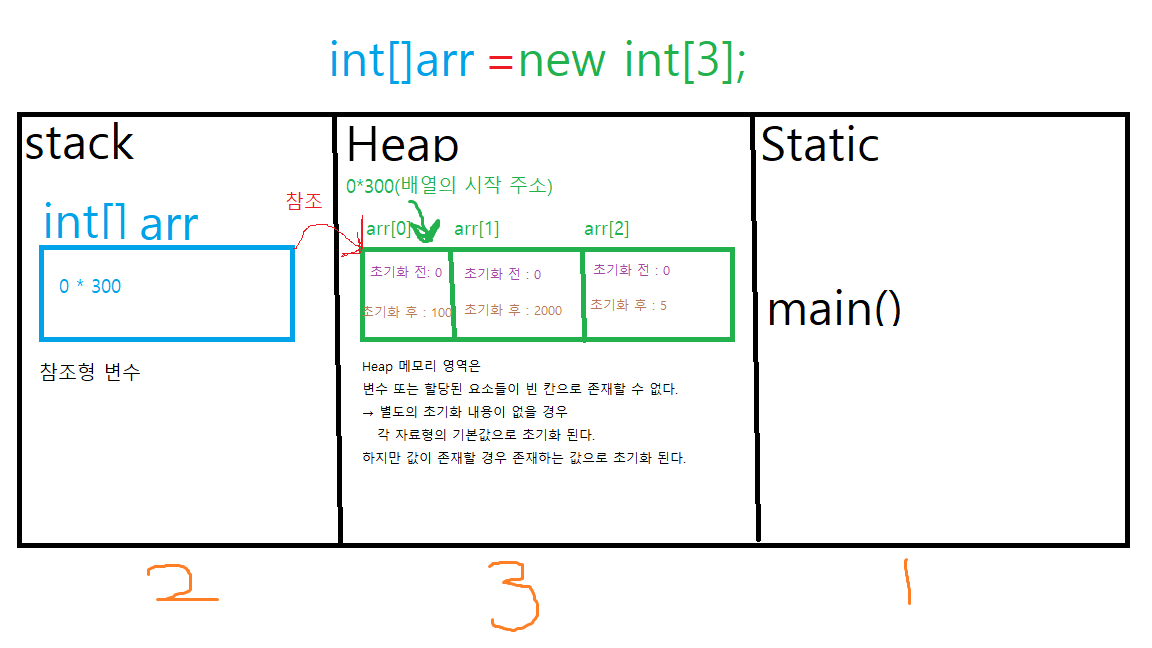 int[]arr =new int[3];
stack
int[] arr
0 * 300
참조형 변수
참조
Heap
0*300(배열의 시작 주소)
arr[0] arr[1] arr[2]
초기화 전: 0 초기화 전 : 0 초기화 전 : 0
초기화 후 : 100 초기화 후 : 2000 초기화 후 : 5
Heap 메모리 영역은
변수 또는 할당된 요소들이 빈 칸으로 존재할 수 없다.
→ 별도의 초기화 내용이 없을 경우
각 자료형의 기본값으로 초기화 된다.
하지만 값이 존재할 경우 존재하는 값으로 초기화 된다.
Static
main()
2 3 1